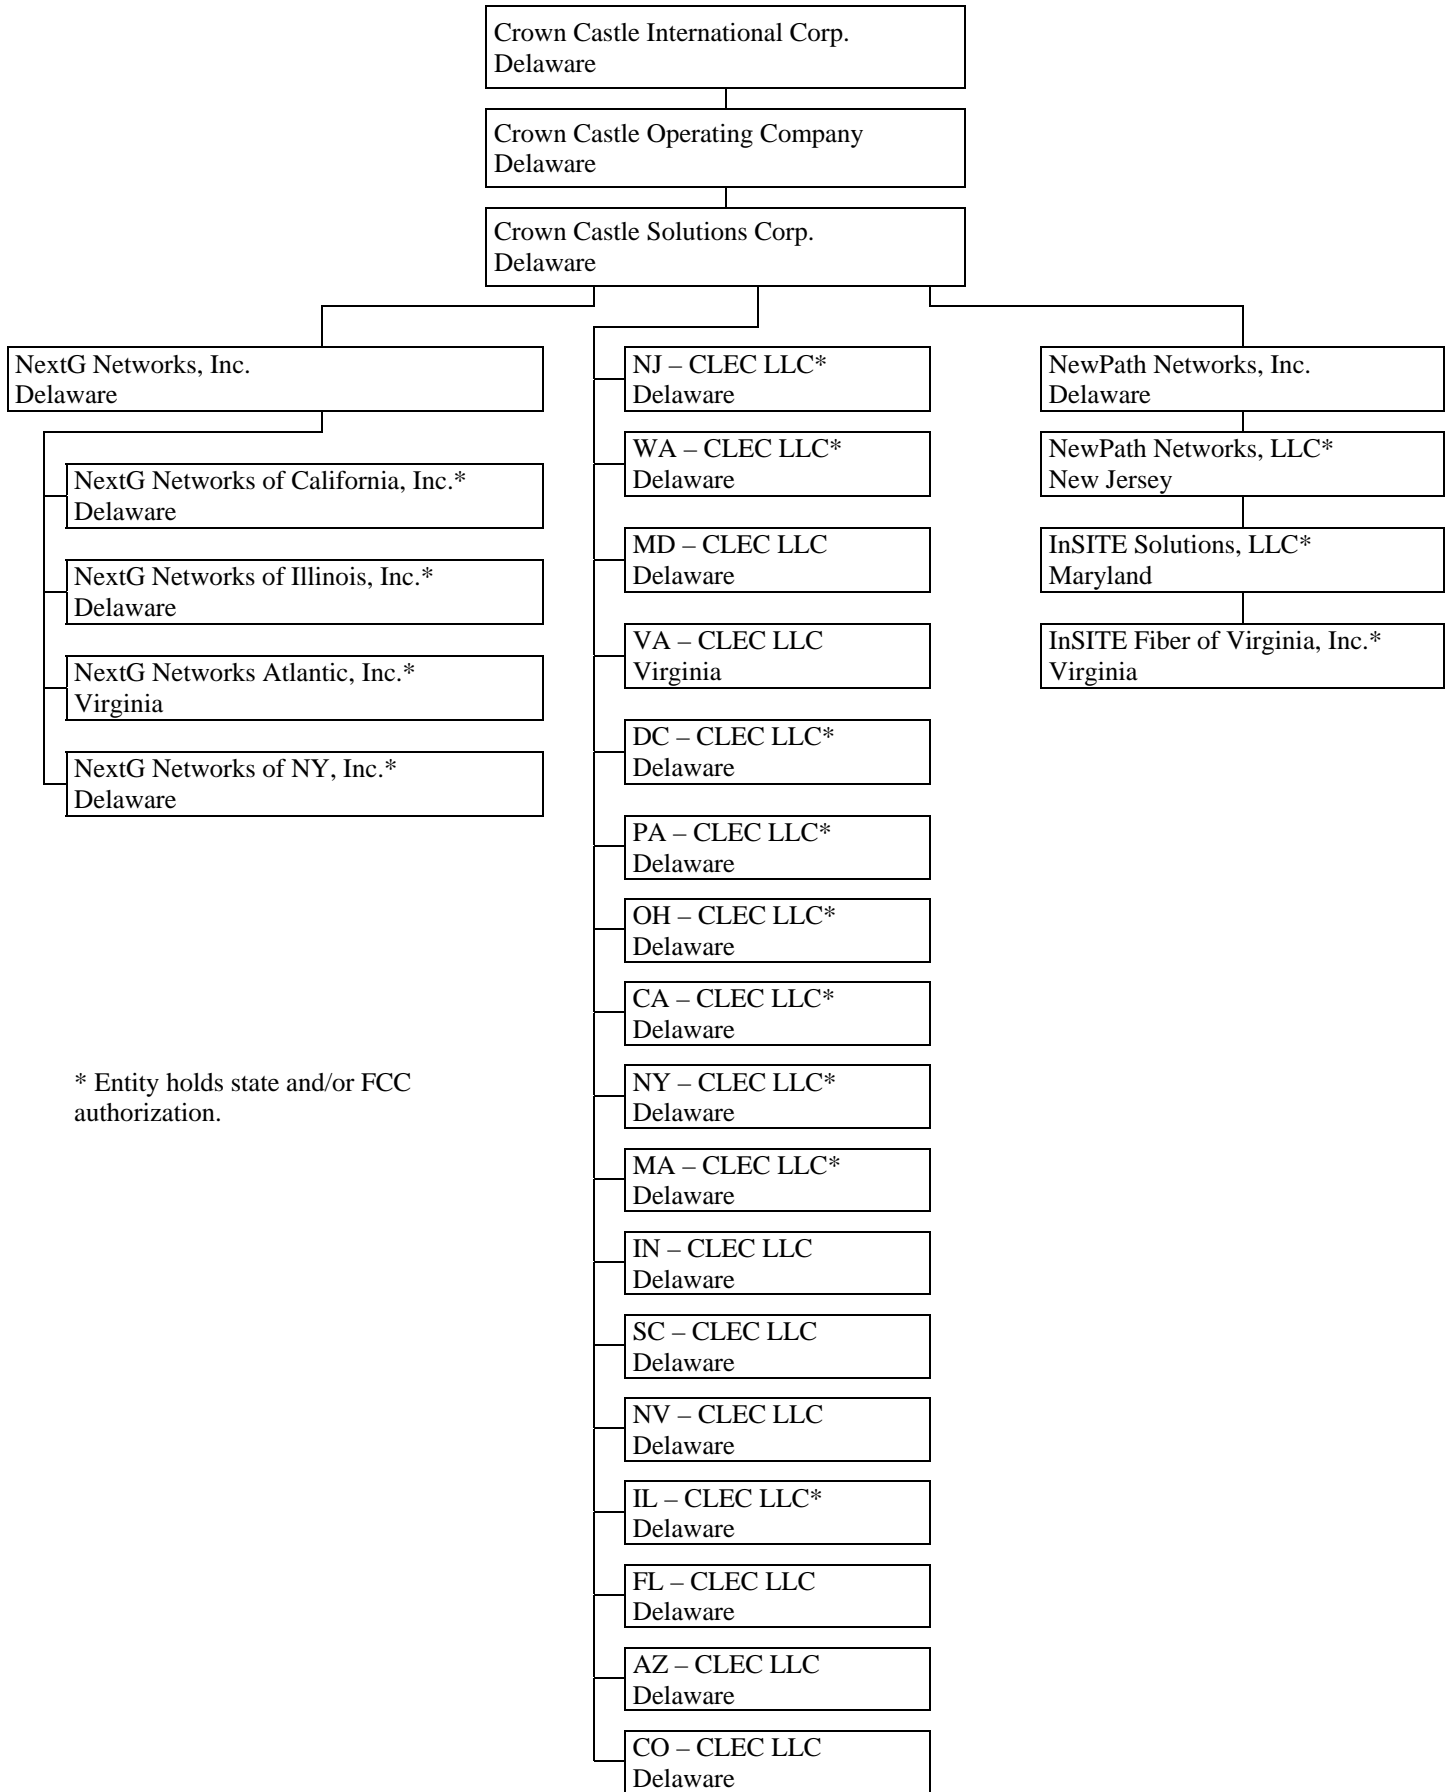 Crown Castle International Corp.
Delaware
Crown Castle Operating Company
Delaware
Crown Castle Solutions Corp.
Delaware
NextG Networks, Inc.
Delaware
NextG Networks of California, Inc.*
Delaware
NextG Networks of Illinois, Inc.*
Delaware
NextG Networks Atlantic, Inc.*
Virginia
NextG Networks of NY, Inc.*
Delaware
NJ – CLEC LLC*
Delaware
WA – CLEC LLC*
Delaware
MD – CLEC LLC
Delaware
VA – CLEC LLC
Virginia
DC – CLEC LLC*
Delaware
PA – CLEC LLC*
Delaware
OH – CLEC LLC*
Delaware
CA – CLEC LLC*
Delaware
NY – CLEC LLC*
Delaware
MA – CLEC LLC*
Delaware
IN – CLEC LLC
Delaware
SC – CLEC LLC
Delaware
NV – CLEC LLC
Delaware
IL – CLEC LLC*
Delaware
FL – CLEC LLC
Delaware
AZ – CLEC LLC
Delaware
CO – CLEC LLC
Delaware
NewPath Networks, Inc.
Delaware
NewPath Networks, LLC*
New Jersey
InSITE Solutions, LLC*
Maryland
InSITE Fiber of Virginia, Inc.*
Virginia
* Entity holds state and/or FCC
authorization.